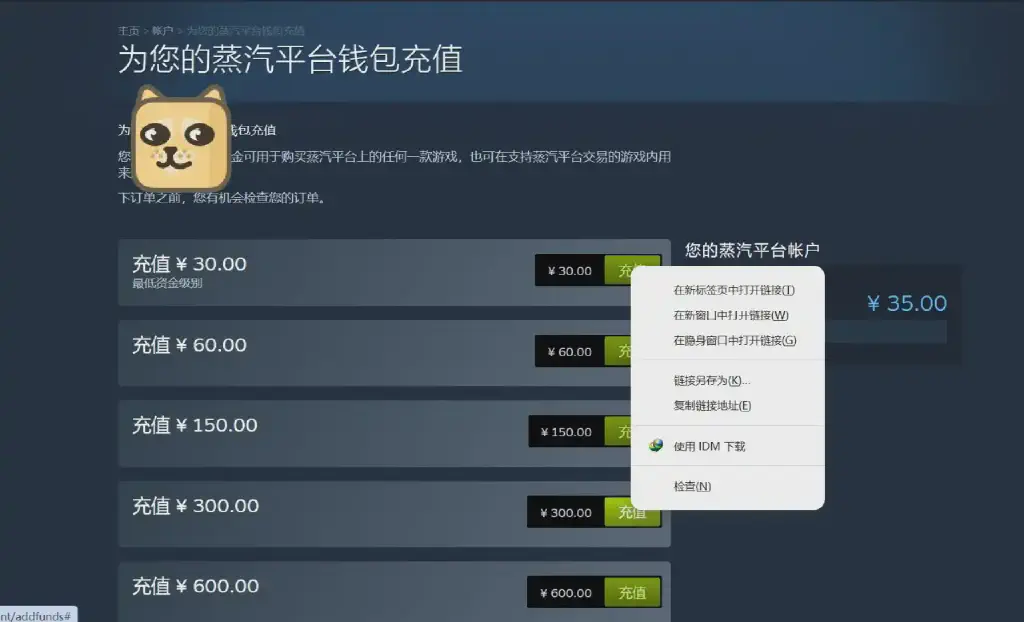 主页 > 帐户 > 为您的蒸汽平台钱包充值
为您的蒸汽平台钱包充值
为 钱包充值
您 金可用于购买蒸汽平台上的任何一款游戏，也可在支持蒸汽平台交易的游戏内用
来
下订单之前，您有机会检查您的订单。
充值 ¥ 30.00
最低资金级别
¥ 30.00
充值
充值 ¥ 60.00
¥ 60.00
充值 ¥ 150.00
¥ 150.00
充值 ¥ 300.00
¥ 300.00
充值
充值 ¥ 600.00
¥ 600.00
充值
您的蒸汽平台帐户
¥ 35.00
在新标签页中打开链接(T)
在新窗口中打开链接(W)
在隐身窗口中打开链接(G)
链接另存为(K)...
复制链接地址(E)
使用 IDM 下载
检查(N)
nt/addfunds#